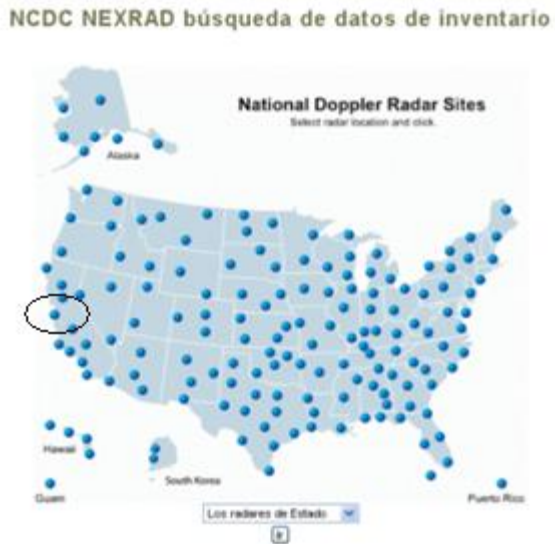 NCDC NEXRAD búsqueda de datos de inventario
National Doppler Radar Sites
Select radar location and click.
Alaska
Hawaii
South Korea
Guam
Puerto Rico
Los radares de Estado
Ir